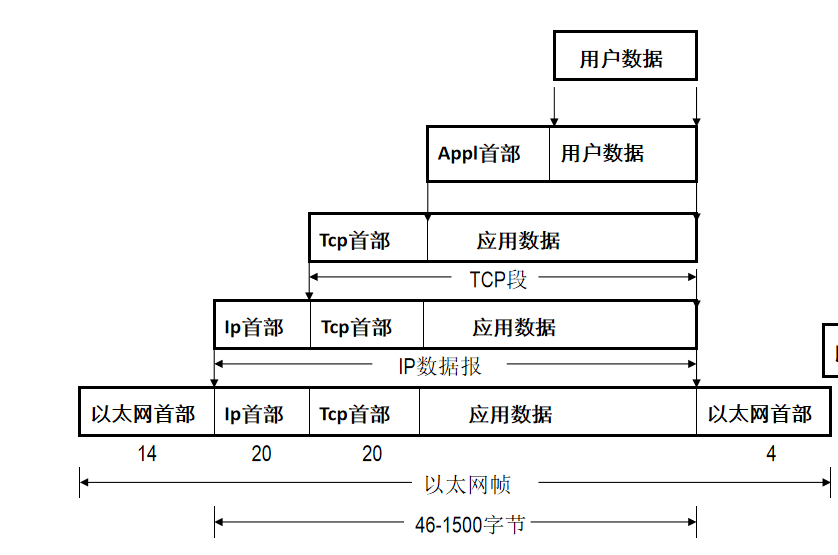 用户数据
Appl首部 用户数据
Tcp首部 应用数据
TCP段
Ip首部 Tcp首部 应用数据
IP数据报
以太网首部 Ip首部 Tcp首部 应用数据 以太网首部
14 20 20 4
以太网帧
46-1500字节